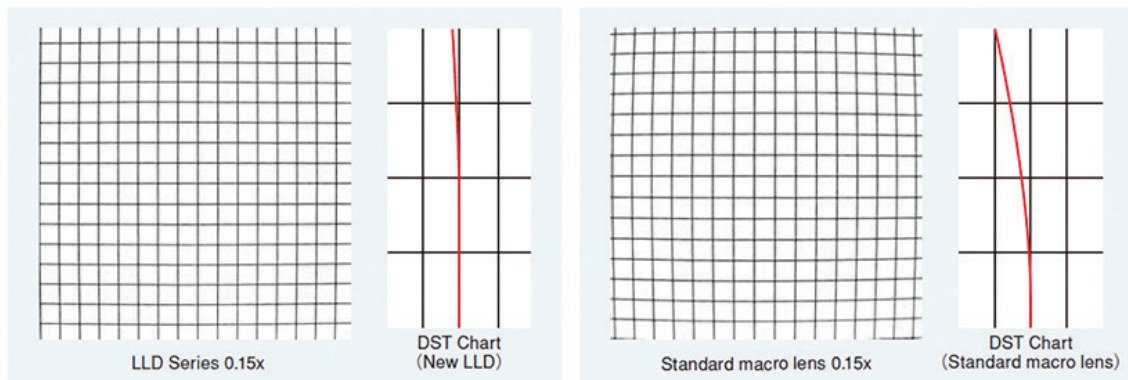 LLD Series 0.15x
DST Chart
(New LLD)
Standard macro lens 0.15x
DST Chart
(Standard macro lens)